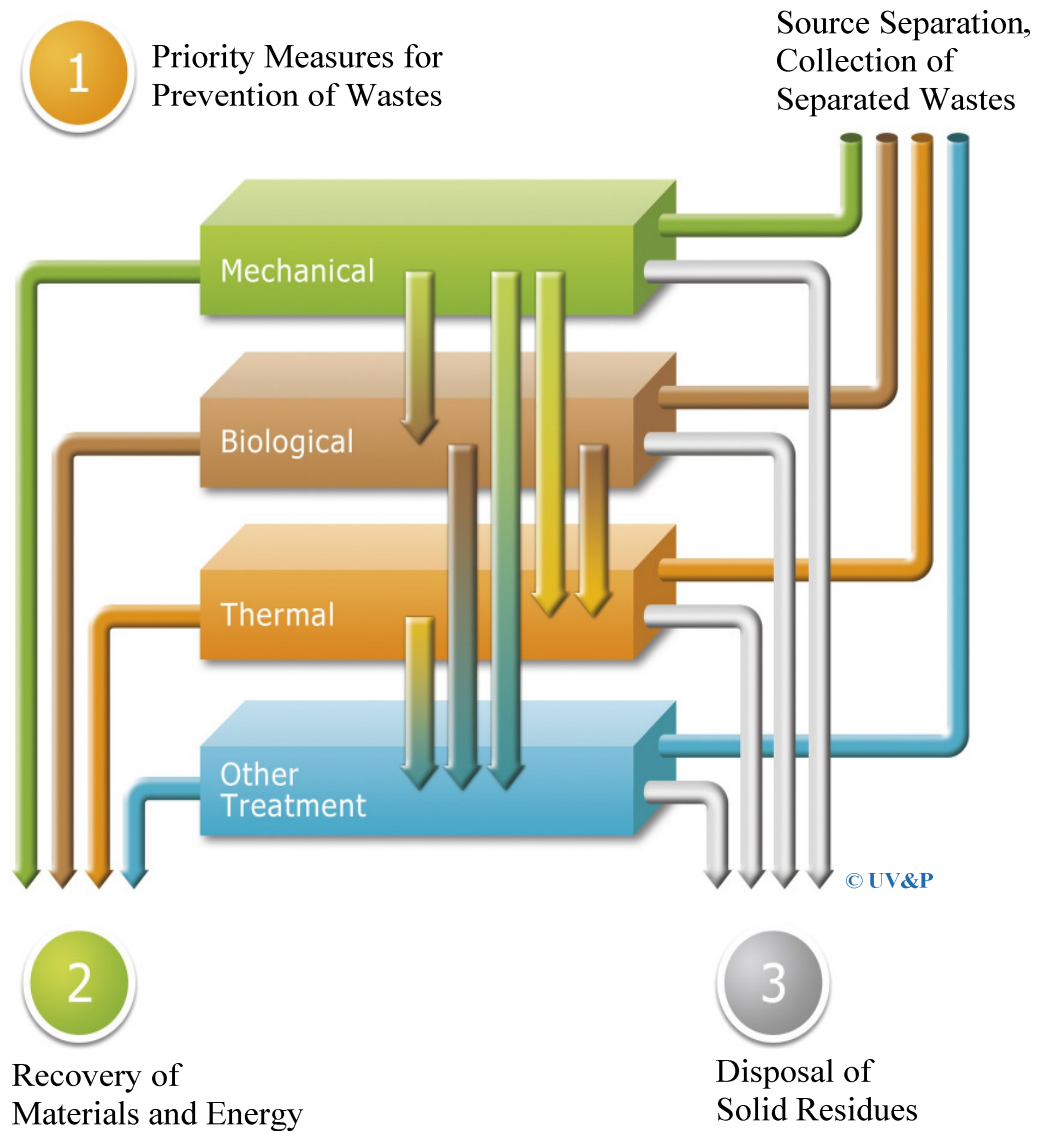 1
Priority Measures for
Prevention of Wastes
Source Separation,
Collection of
Separated Wastes
Mechanical
Biological
Thermal
Other
Treatment
© UV&P
2
Recovery of
Materials and Energy
3
Disposal of
Solid Residues